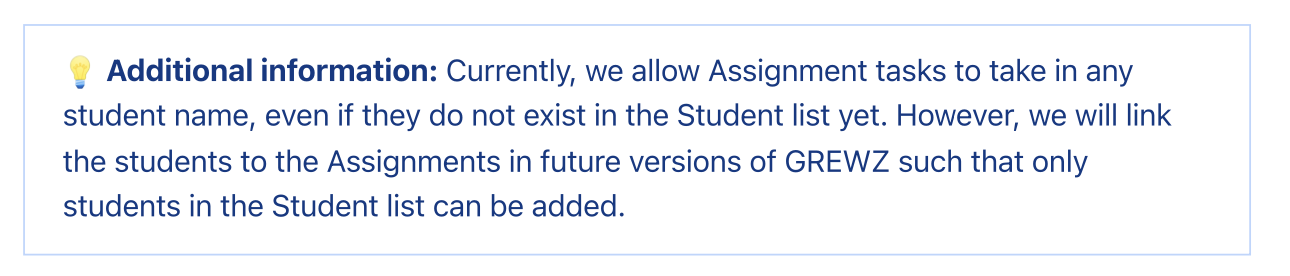 💡 Additional information: Currently, we allow Assignment tasks to take in any
student name, even if they do not exist in the Student list yet. However, we will link
the students to the Assignments in future versions of GREWZ such that only
students in the Student list can be added.